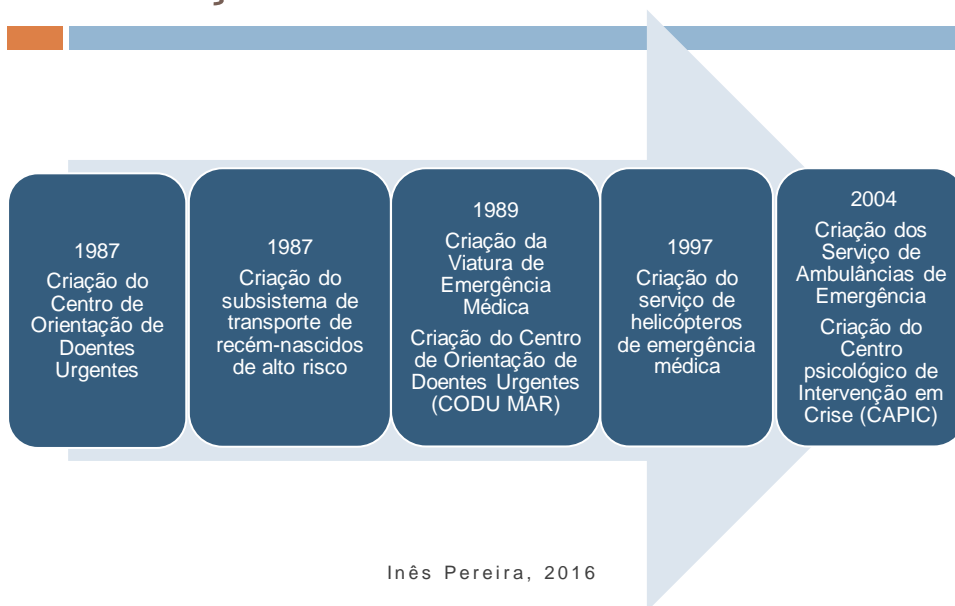 1987
Criação do
Centro de
Orientação de
Doentes
Urgentes
1987
Criação do
subsistema de
transporte de
recém-nascidos
de alto risco
1989
Criação da
Viatura de
Emergência
Médica
Criação do Centro
de Orientação de
Doentes Urgentes
(CODU MAR)
1997
Criação do
serviço de
helicópteros
de emergência
médica
2004
Criação dos
Serviço de
Ambulâncias de
Emergência
Criação do
Centro
psicológico de
Intervenção em
Crise (CAPIC)
Inês Pereira, 2016